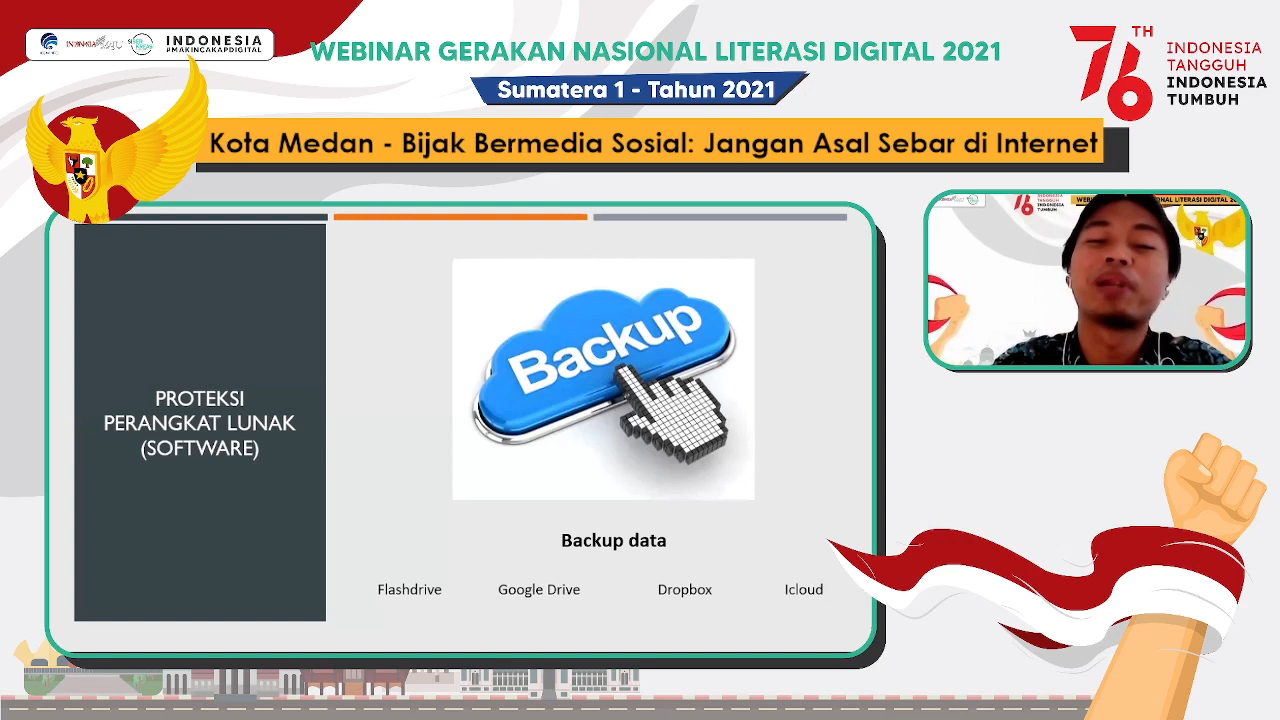 INDONESIA
#MAKINCAKAPDIGITAL
WEBINAR GERAKAN NASIONAL LITERASI DIGITAL 2021
Sumatera 1 - Tahun 2021
Kota Medan - Bijak Bermedia Sosial: Jangan Asal Sebar di Internet
76 TH
INDONESIA
TANGGUH
INDONESIA
TUMBUH
PROTEKSI
PERANGKAT LUNAK
(SOFTWARE)
Backup
Backup data
Flashdrive Google Drive Dropbox Icloud